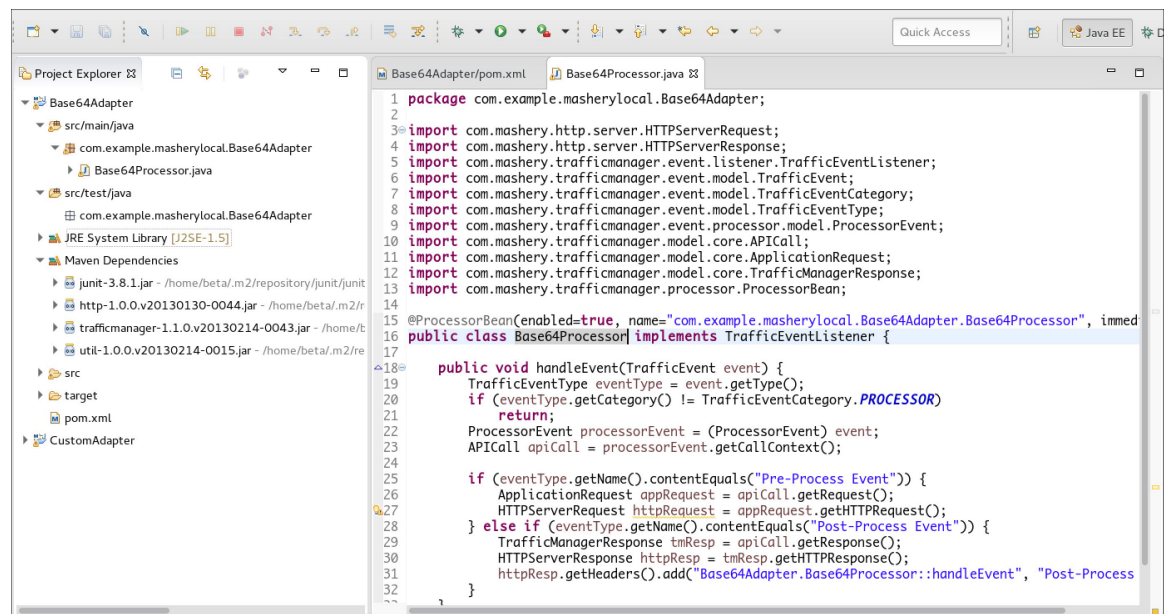 Quick Access
Java EE
D
Project Explorer
Base64Adapter
src/main/java
com.example.masherylocal.Base64Adapter
Base64Processor.java
src/test/java
com.example.masherylocal.Base64Adapter
JRE System Library [J2SE-1.5]
Maven Dependencies
junit-3.8.1.jar - /home/beta/.m2/repository/junit/junit
http-1.0.0.v20130130-0044.jar - /home/beta/.m2/r
trafficmanager-1.1.0.v20130214-0043.jar - /home/b
util-1.0.0.v20130214-0015.jar - /home/beta/.m2/re
src
target
pom.xml
CustomAdapter
Base64Adapter/pom.xml
Base64Processor.java
1 package com.example.masherylocal.Base64Adapter;
2
3 import com.mashery.http.server.HTTPServerRequest;
4 import com.mashery.http.server.HTTPServerResponse;
5 import com.mashery.trafficmanager.event.listener.TrafficEventListener;
6 import com.mashery.trafficmanager.event.model.TrafficEvent;
7 import com.mashery.trafficmanager.event.model.TrafficEventCategory;
8 import com.mashery.trafficmanager.event.model.TrafficEventType;
9 import com.mashery.trafficmanager.event.processor.model.ProcessorEvent;
10 import com.mashery.trafficmanager.model.core.APICall;
11 import com.mashery.trafficmanager.model.core.ApplicationRequest;
12 import com.mashery.trafficmanager.model.core.TrafficManagerResponse;
13 import com.mashery.trafficmanager.processor.ProcessorBean;
14
15 @ProcessorBean(enabled=true, name="com.example.masherylocal.Base64Adapter.Base64Processor", immed
16 public class Base64Processor implements TrafficEventListener {
17
18 public void handleEvent(TrafficEvent event) {
19 TrafficEventType eventType = event.getType();
20 if (eventType.getCategory() != TrafficEventCategory.PROCESSOR)
21 return;
22 ProcessorEvent processorEvent = (ProcessorEvent) event;
23 APICall apiCall = processorEvent.getCallContext();
24
25 if (eventType.getName().contentEquals("Pre-Process Event")) {
26 ApplicationRequest appRequest = apiCall.getRequest();
27 HTTPServerRequest httpRequest = appRequest.getHTTPRequest();
28 } else if (eventType.getName().contentEquals("Post-Process Event")) {
29 TrafficManagerResponse tmResp = apiCall.getResponse();
30 HTTPServerResponse httpResp = tmResp.getHTTPResponse();
31 httpResp.getHeaders().add("Base64Adapter.Base64Processor::handleEvent", "Post-Process
32 }